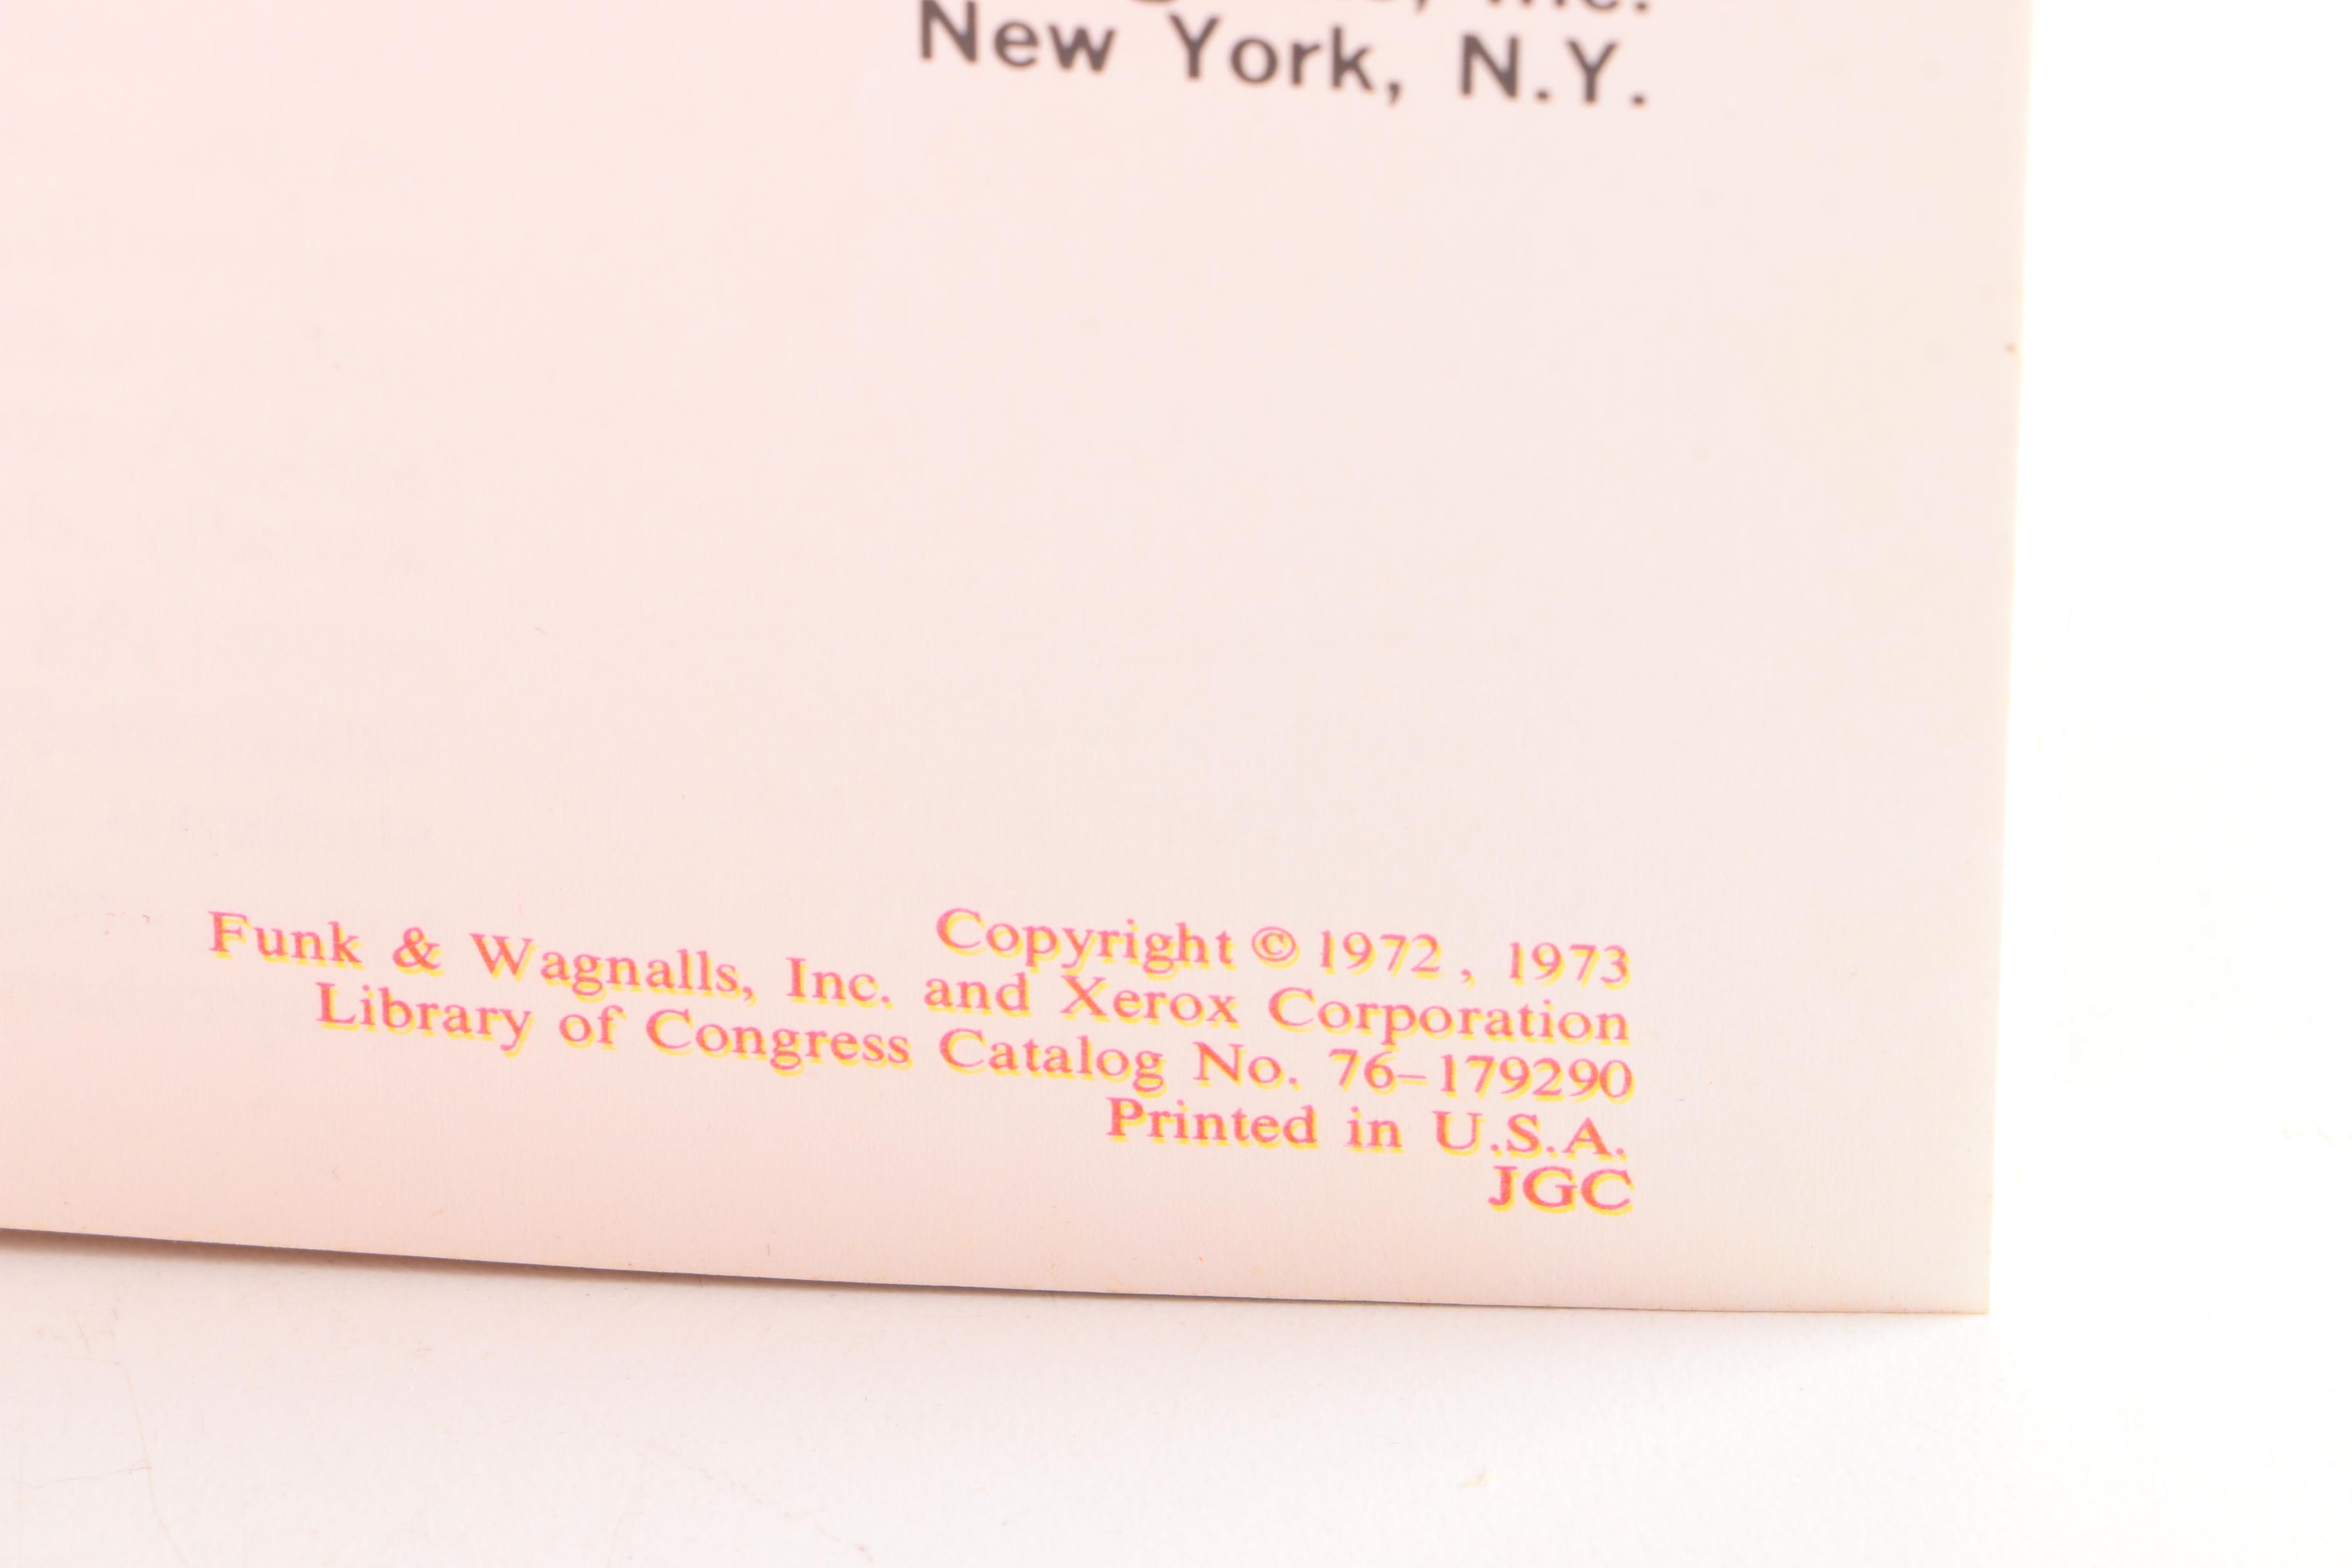 Inc.
New York, N.Y.
Copyright © 1972, 1973
Funk & Wagnalls, Inc. and Xerox Corporation
Library of Congress Catalog No. 76–179290
Printed in U.S.A.
JGC